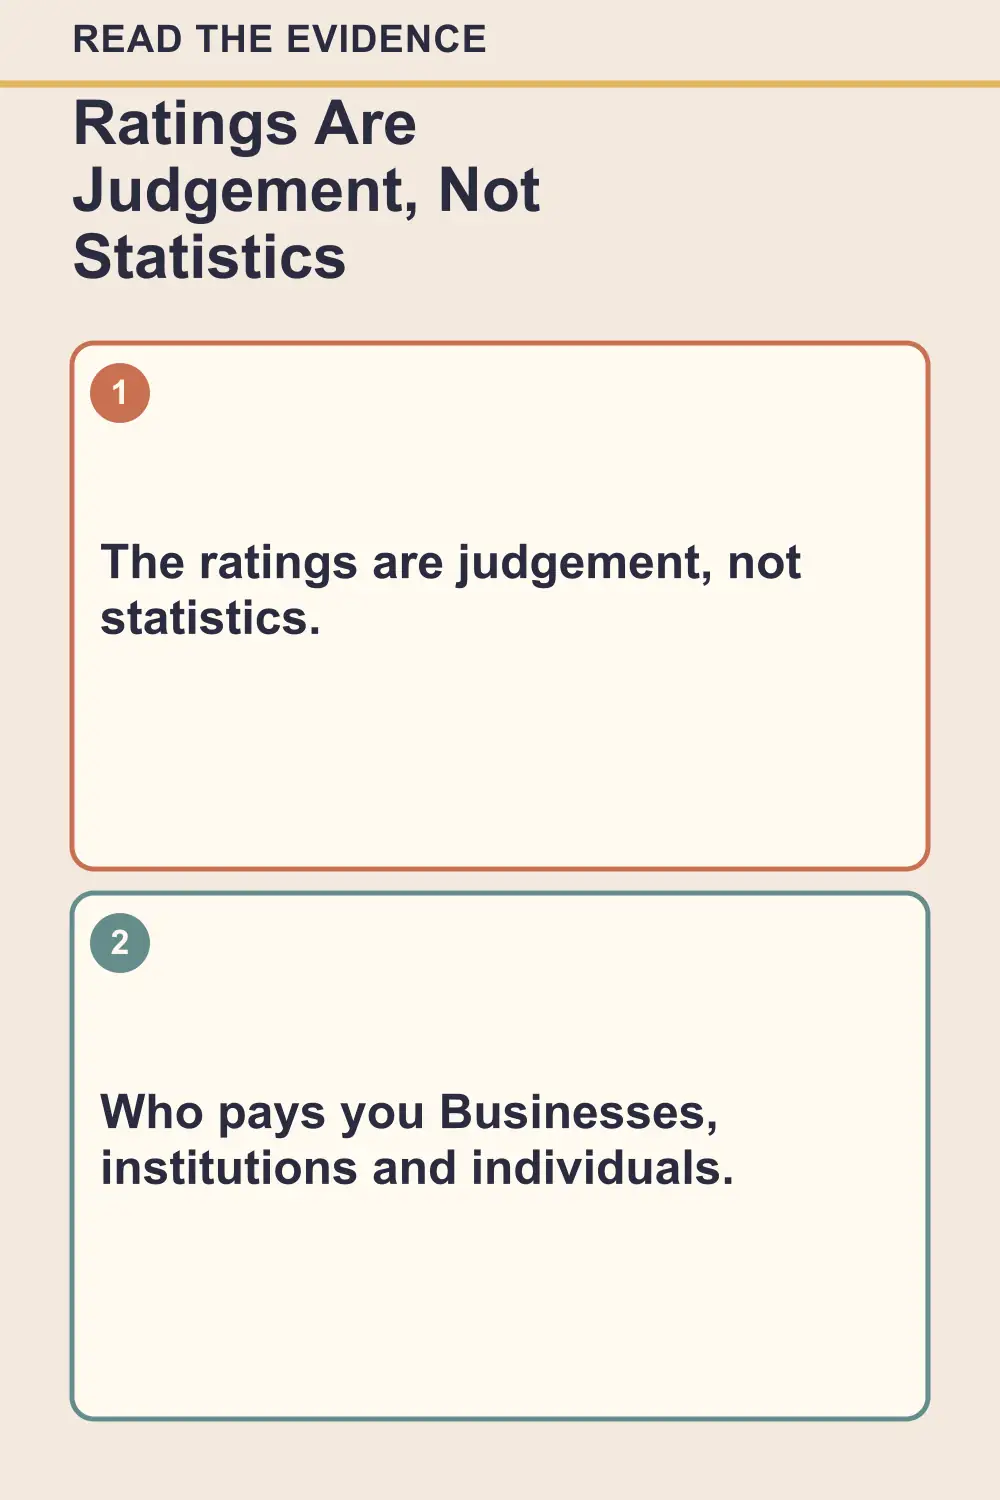 READ THE EVIDENCE
Ratings Are
Judgement, Not
Statistics
1
The ratings are judgement, not
statistics.
2
Who pays you Businesses,
institutions and individuals.